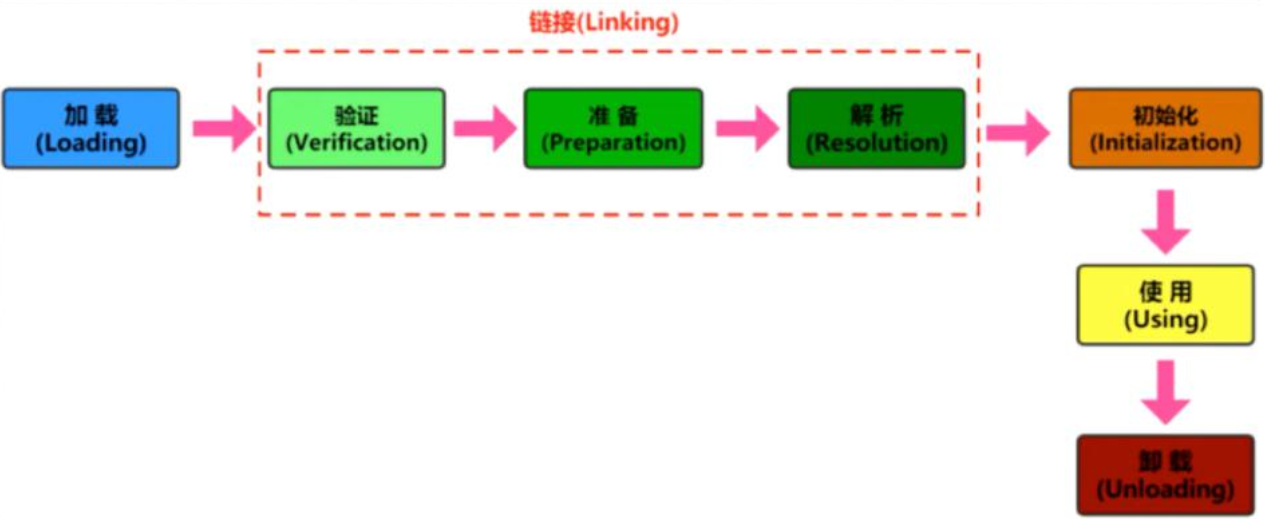 链接(Linking)
加 载
(Loading)
验证
(Verification)
准 备
(Preparation)
解 析
(Resolution)
初始化
(Initialization)
使 用
(Using)
卸 载
(Unloading)